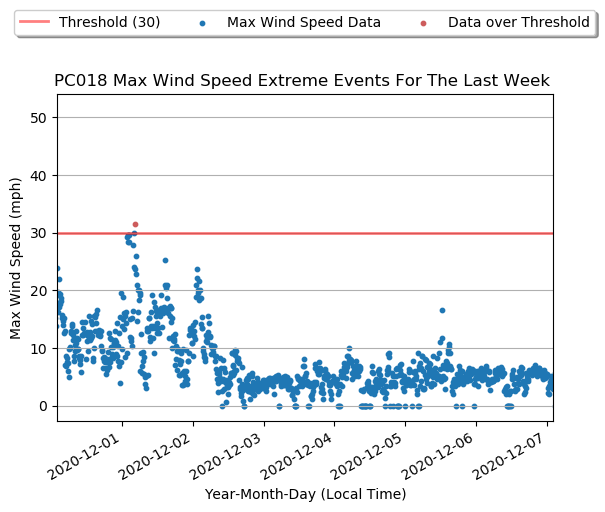 Threshold (30) Max Wind Speed Data Data over Threshold
PC018 Max Wind Speed Extreme Events For The Last Week
50
40
30
20
10
0
Max Wind Speed (mph)
2020-12-01 2020-12-02 2020-12-03 2020-12-04 2020-12-05 2020-12-06 2020-12-07
Year-Month-Day (Local Time)